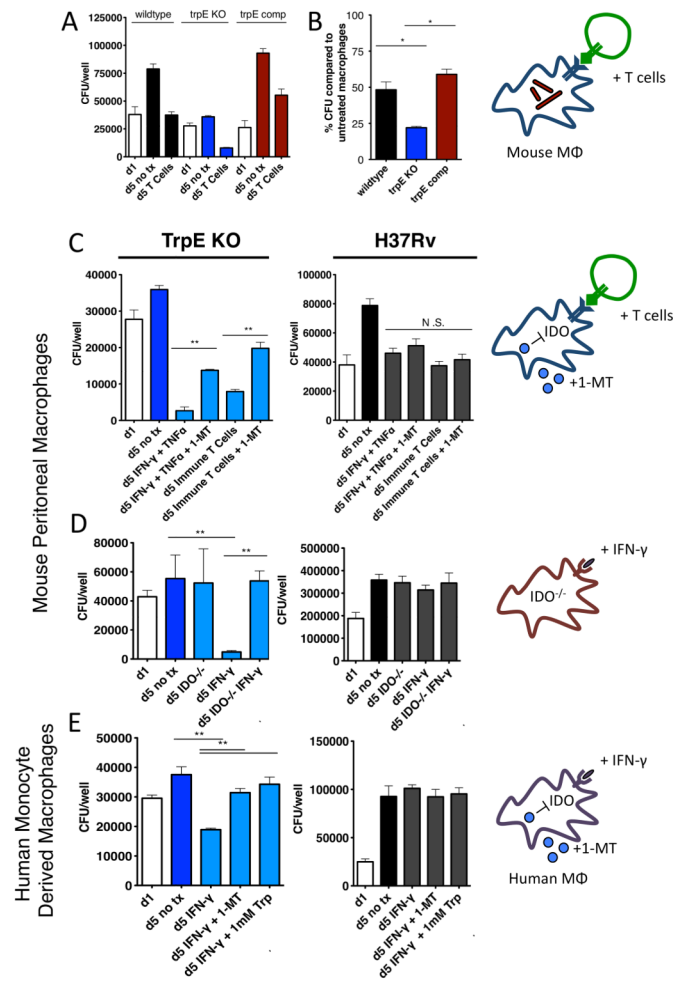 A
wildtype
trpE KO
trpE comp
CFU/well
125000
100000
75000
50000
25000
0
d1
d5 no tx
d5 T Cells
d1
d5 no tx
d5 T Cells
d1
d5 no tx
d5 T Cells
B
% CFU compared to
untreated macrophages
100
75
50
25
0
*
*
wildtype
trpE KO
trpE comp
+ T cells
Mouse MΦ
Mouse Peritoneal Macrophages
C
TrpE KO
CFU/well
40000
30000
20000
10000
0
**
**
d1
d5 no tx
d5 IFN-γ + TNFα
d5 IFN-γ + TNFα + 1-MT
d5 Immune T Cells
d5 Immune T cells + 1-MT
H37Rv
CFU/well
100000
80000
60000
40000
20000
0
N .S.
d1
d5 no tx
d5 IFN-γ + TNFα
d5 IFN-γ + TNFα + 1-MT
d5 Immune T Cells
d5 Immune T cells + 1-MT
+ T cells
IDO
+1-MT
D
CFU/well
80000
60000
40000
20000
0
**
**
d1
d5 no tx
d5 IDO-/-
d5 IFN-γ
d5 IDO-/- IFN-γ
CFU/well
500000
400000
300000
200000
100000
0
d1
d5 no tx
d5 IDO-/-
d5 IFN-γ
d5 IDO-/- IFN-γ
+ IFN-γ
IDO-/-
Human Monocyte
Derived Macrophages
E
CFU/well
50000
40000
30000
20000
10000
0
**
**
d1
d5 no tx
d5 IFN-γ
d5 IFN-γ + 1-MT
d5 IFN-γ + 1mM Trp
CFU/well
150000
100000
50000
0
d1
d5 no tx
d5 IFN-γ
d5 IFN-γ + 1-MT
d5 IFN-γ + 1mM Trp
+ IFN-γ
IDO
+1-MT
Human MΦ